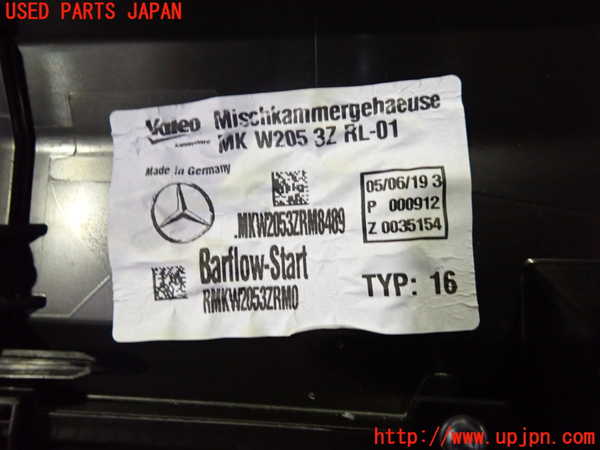 USED PARTS JAPAN
Valeo Mischkammergehaeuse
MK W205 3Z RL-01
Made in Germany
05/06/19 3
P 000912
Z 0035154
.MKW2053ZRM8489
Barflow-Start
RMKW2053ZRM0
TYP: 16
http://www.upjpn.com